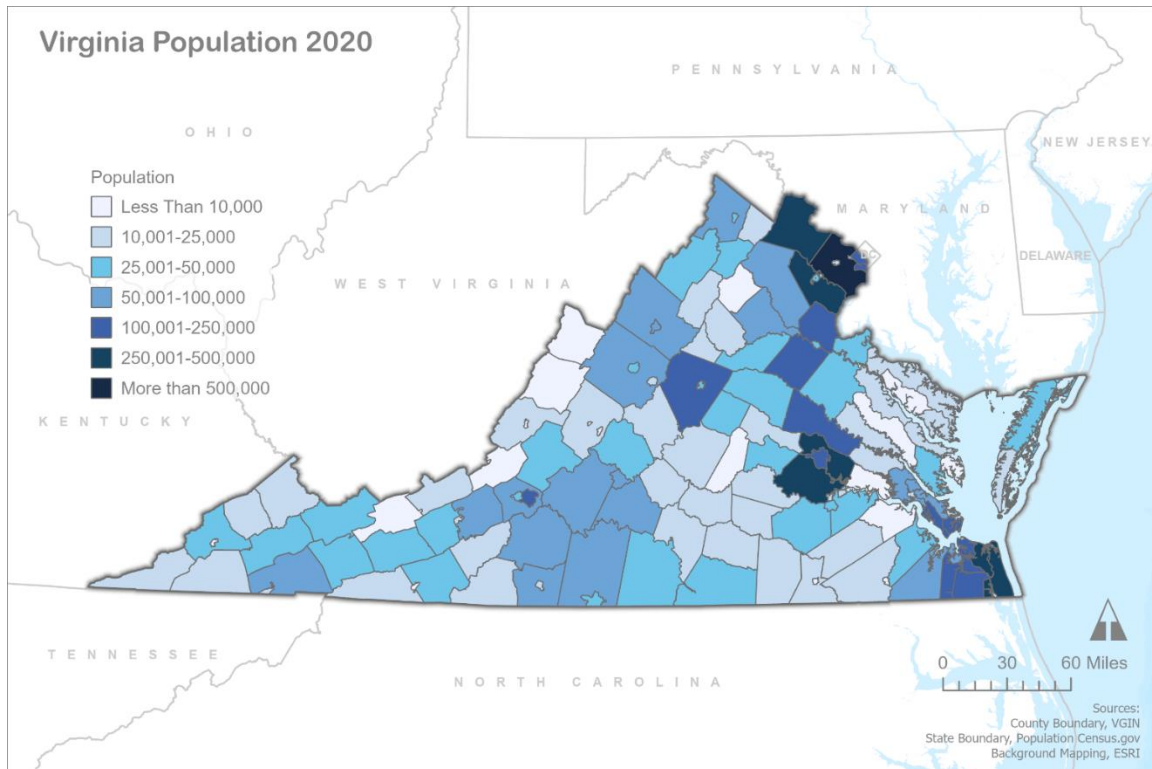 Virginia Population 2020
PENNSYLVANIA
OHIO
NEW JERSEY
Population
Less Than 10,000
10,001-25,000
25,001-50,000
50,001-100,000
100,001-250,000
250,001-500,000
More than 500,000
MARYLAND
DC
DELAWARE
WEST VIRGINIA
KENTUCKY
TENNESSEE
NORTH CAROLINA
0 30 60 Miles
Sources:
County Boundary, VGIN
State Boundary, Population Census.gov
Background Mapping, ESRI